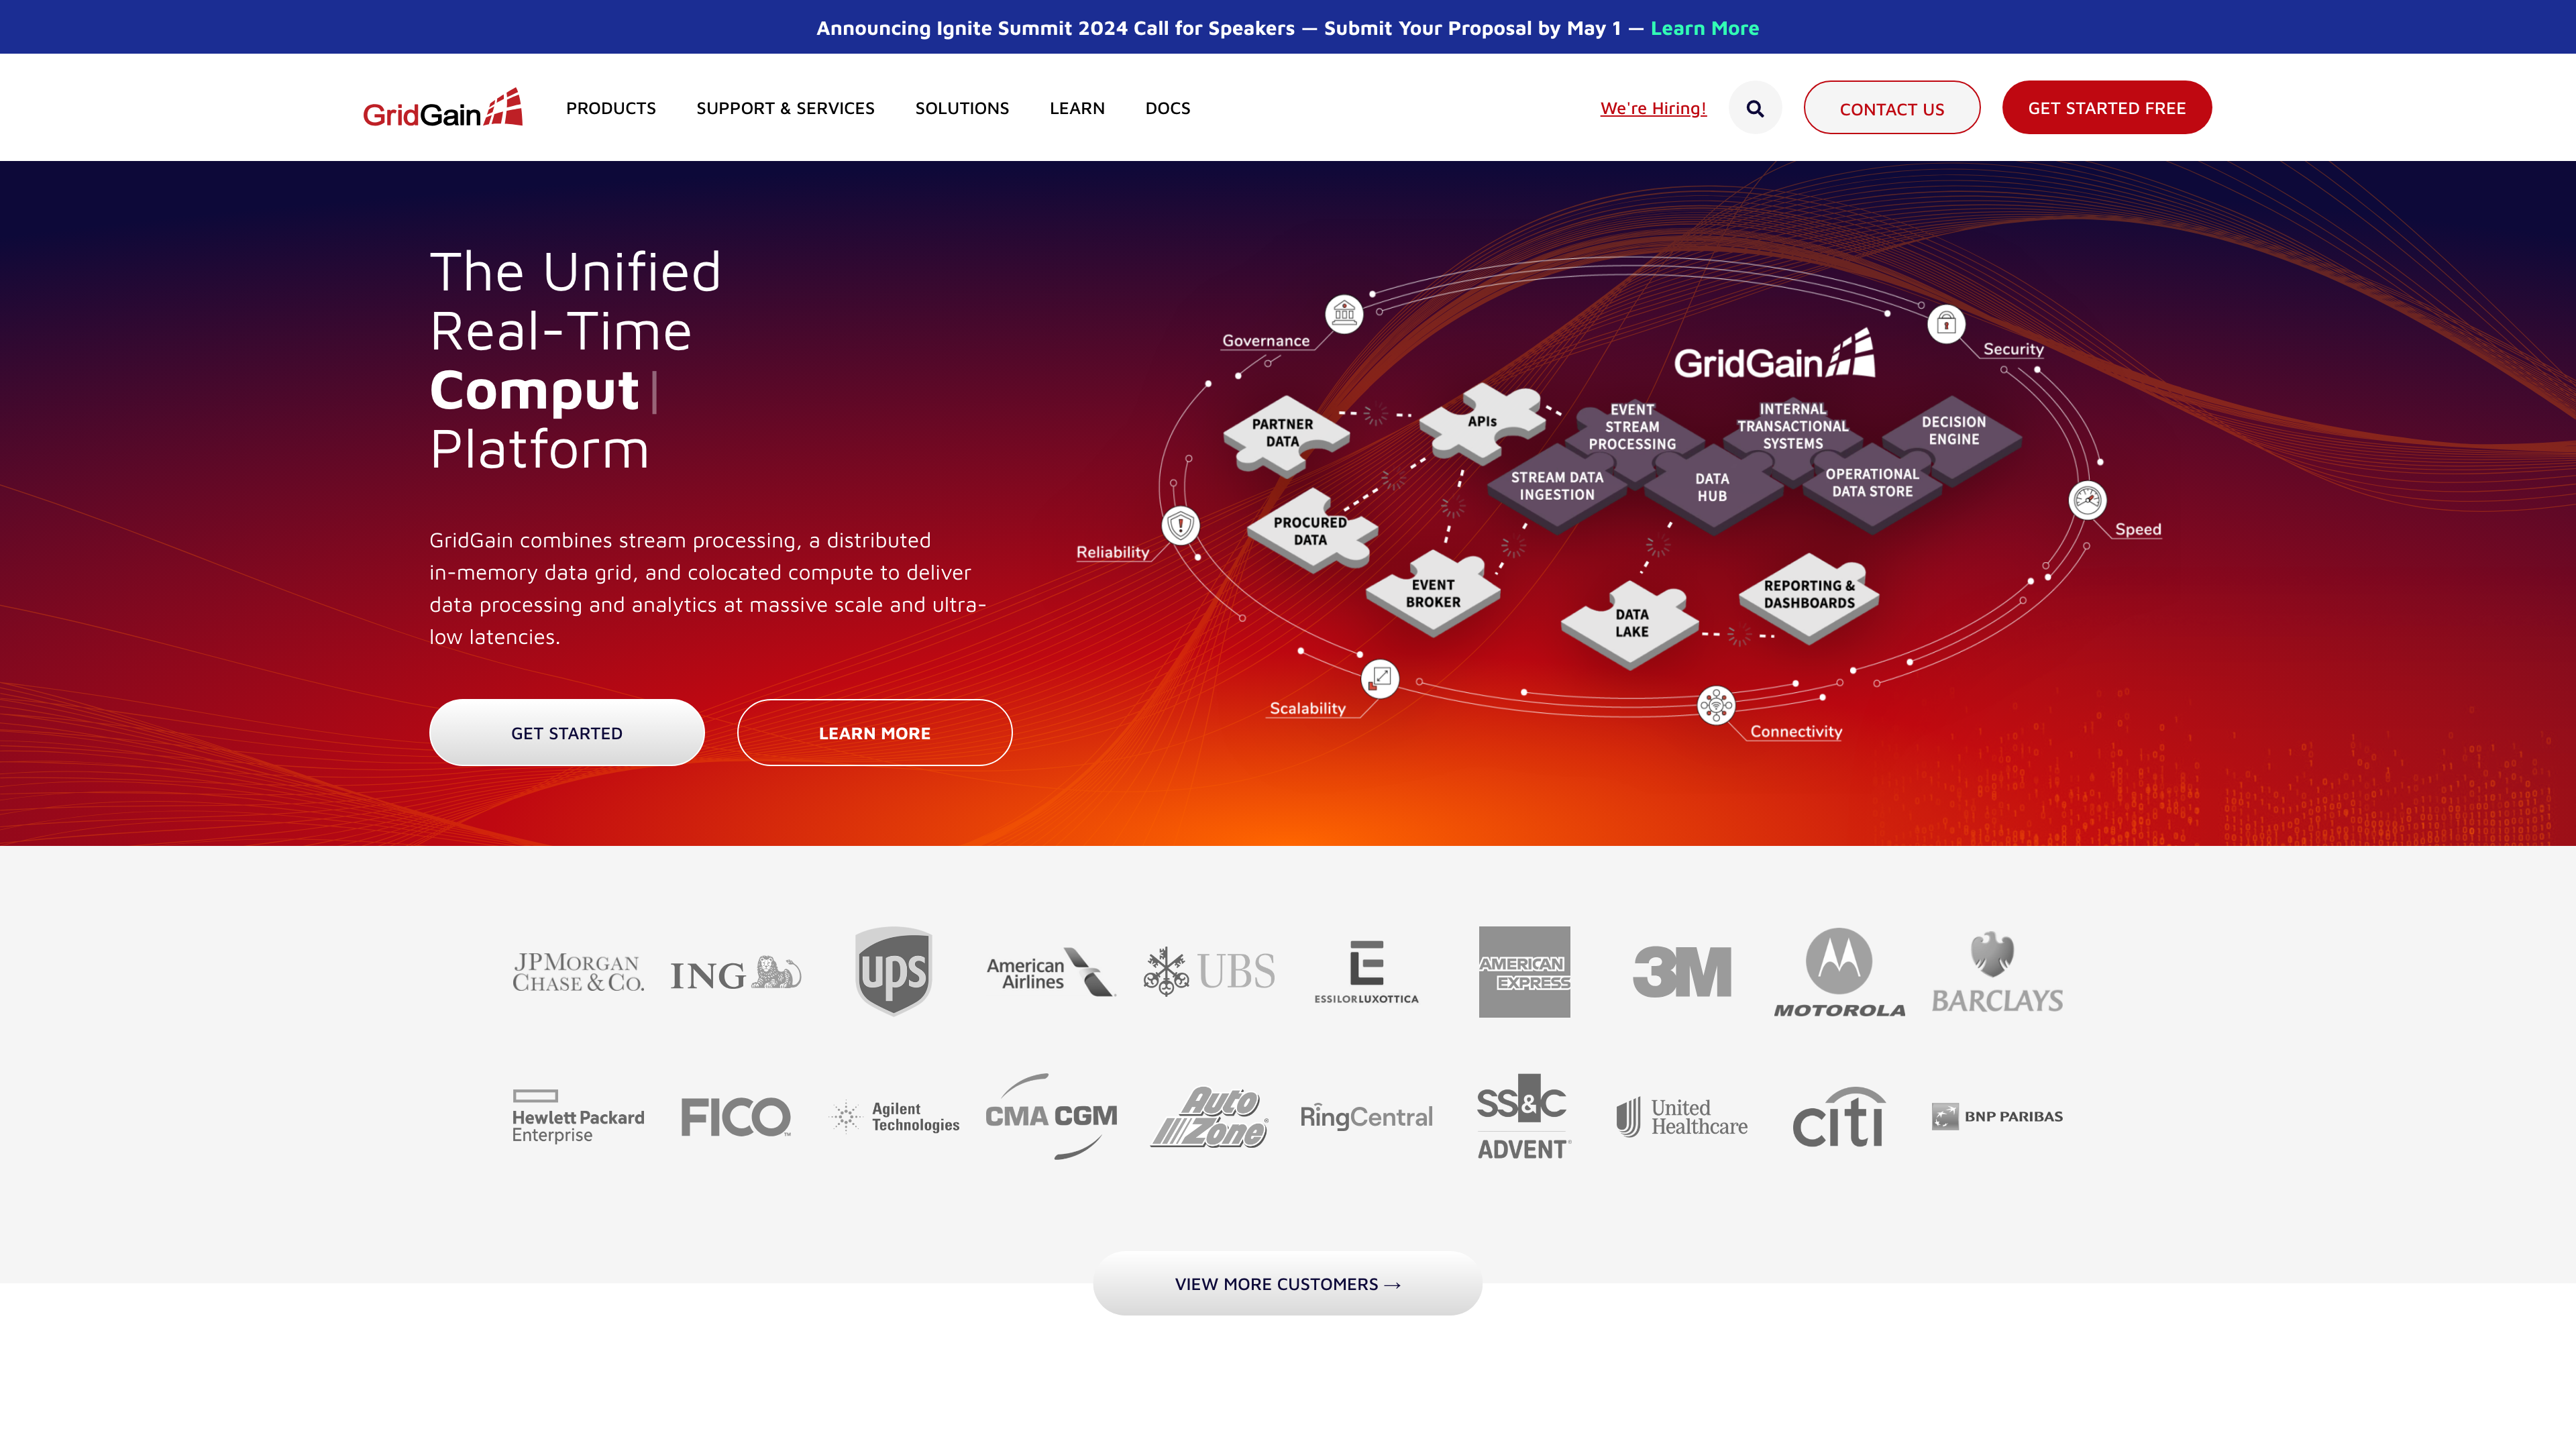 Announcing Ignite Summit 2024 Call for Speakers — Submit Your Proposal by May 1 — Learn More
GridGain
PRODUCTS
SUPPORT & SERVICES
SOLUTIONS
LEARN
DOCS
We're Hiring!
CONTACT US
GET STARTED FREE
The Unified
Real-Time
Comput
Platform
GridGain combines stream processing, a distributed
in-memory data grid, and colocated compute to deliver
data processing and analytics at massive scale and ultra-
low latencies.
GET STARTED
LEARN MORE
Governance
Security
GridGain
PARTNER
DATA
APIs
EVENT
STREAM
PROCESSING
INTERNAL
TRANSACTIONAL
SYSTEMS
DECISION
ENGINE
STREAM DATA
INGESTION
DATA
HUB
OPERATIONAL
DATA STORE
PROCURED
DATA
Speed
Reliability
EVENT
BROKER
DATA
LAKE
REPORTING &
DASHBOARDS
Scalability
Connectivity
JPMORGAN
CHASE & CO.
ING
ups
American
Airlines
UBS
ESSILORLUXOTTICA
AMERICAN
EXPRESS
3M
MOTOROLA
BARCLAYS
Hewlett Packard
Enterprise
FICO™
Agilent
Technologies
CMA CGM
Auto
Zone®
RingCentral
SS&C
ADVENT®
United
Healthcare
citi
BNP PARIBAS
VIEW MORE CUSTOMERS →